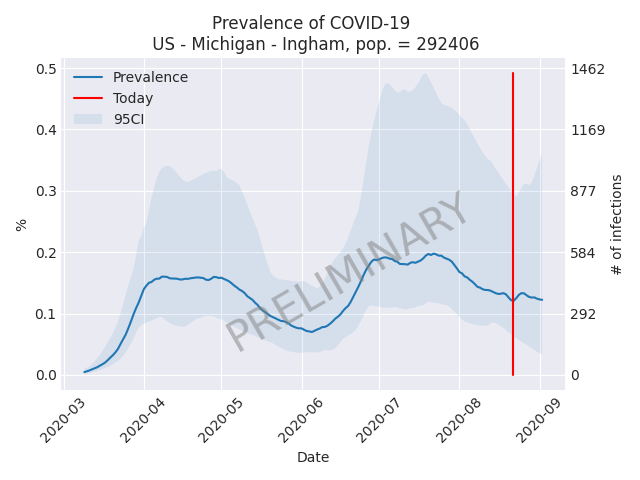 Prevalence of COVID-19
US - Michigan - Ingham, pop. = 292406
Prevalence
Today
95CI
0.5
0.4
0.3
0.2
0.1
0.0
%
1462
1169
877
584
292
0
# of infections
PRELIMINARY
2020-03
2020-04
2020-05
2020-06
2020-07
2020-08
2020-09
Date